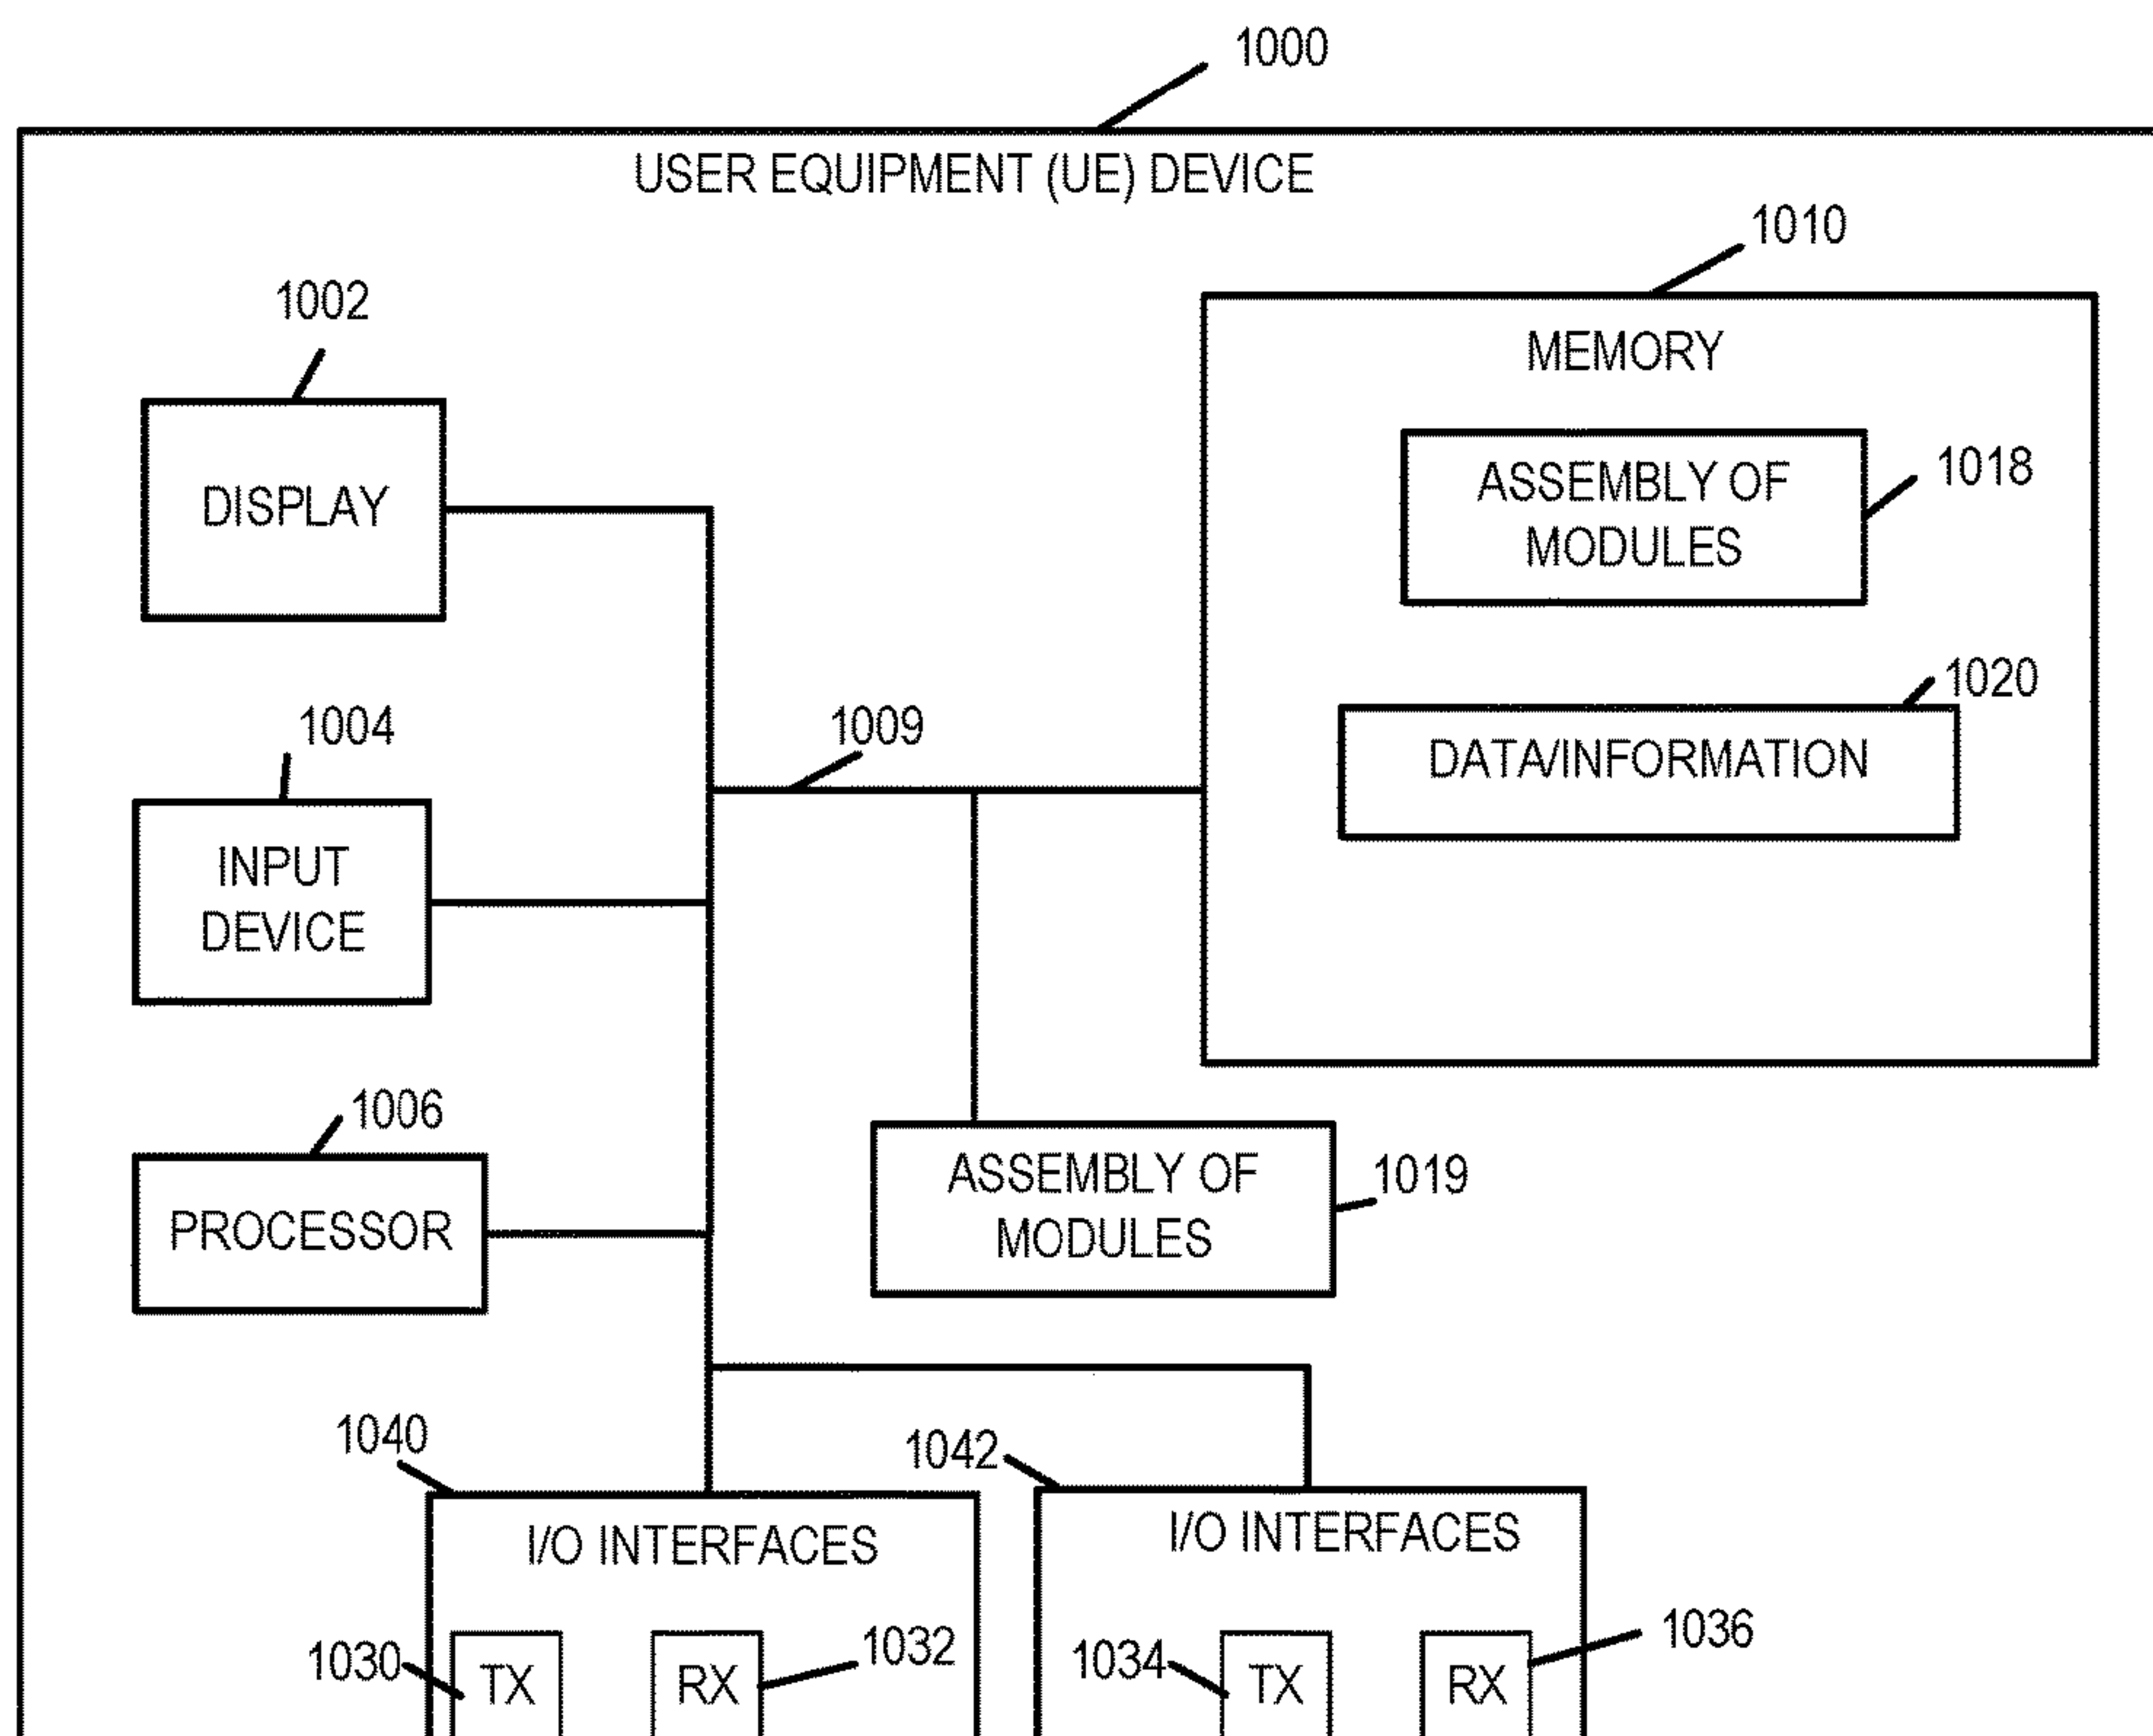 1000
USER EQUIPMENT (UE) DEVICE
1010
1002
MEMORY
DISPLAY
ASSEMBLY OF
MODULES
1018
1020
1004
1009
DATA/INFORMATION
INPUT
DEVICE
1006
PROCESSOR
ASSEMBLY OF
MODULES
1019
1040
1042
I/O INTERFACES
I/O INTERFACES
1030
TX
RX
1032
1034
TX
RX
1036